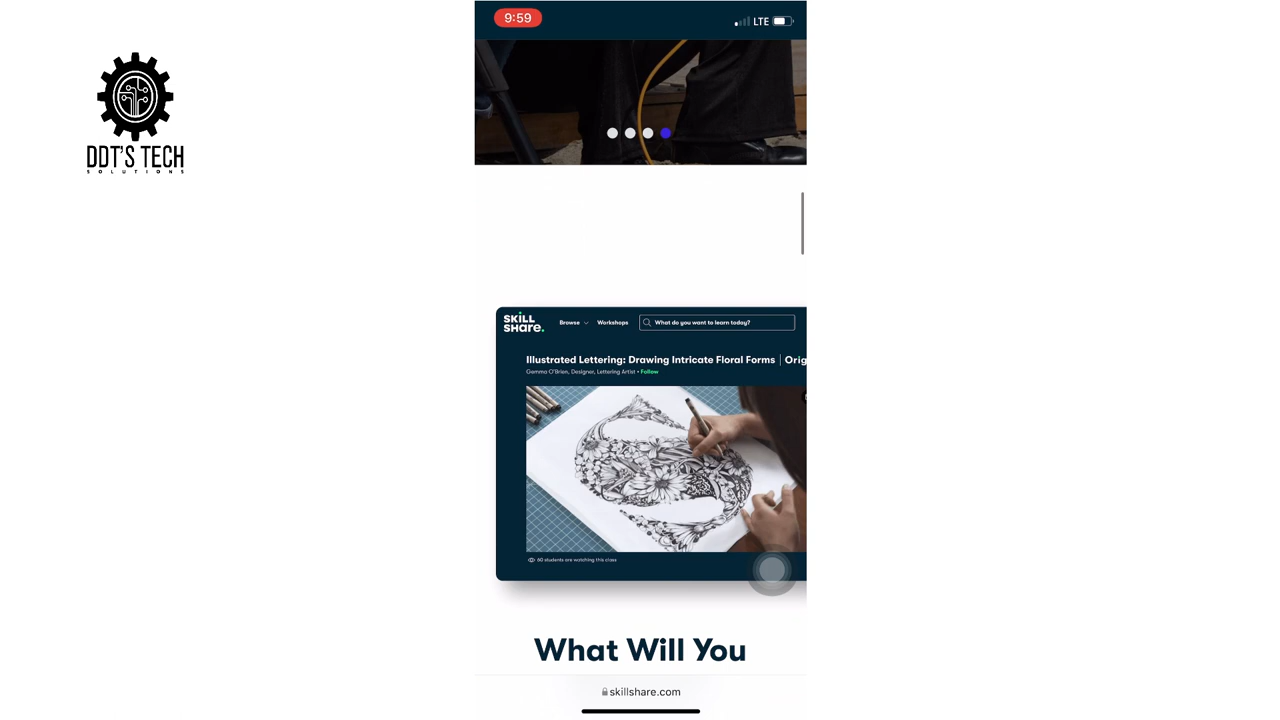 9:59
LTE
DDT'S TECH
SOLUTIONS
SKILL
SHARE.
Browse
Workshops
What do you want to learn today?
Illustrated Lettering: Drawing Intricate Floral Forms | Orig
Gemma O'Brien, Designer, Lettering Artist • Follow
60 students are watching this class
What Will You
skillshare.com